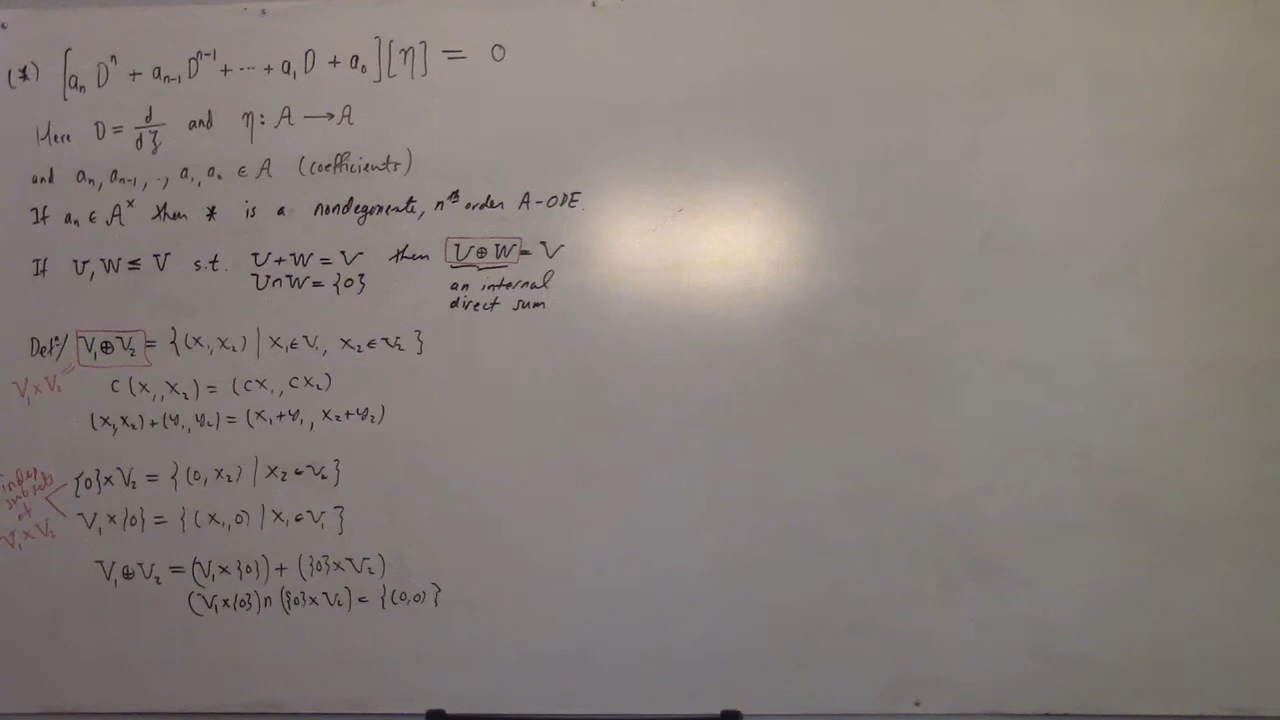 (*) [aₙ Dⁿ + aₙ₋₁ Dⁿ⁻¹ + ⋯ + a₁ D + a₀][η] = 0
Here D = d/dζ and η: A → A
and aₙ, aₙ₋₁, .., a₁, a₀ ∈ A (coefficients)
If aₙ ∈ Aˣ then * is a nondegenerate, nᵗʰ order A-ODE.
If U, W ≤ V s.t. U + W = V then U ⊕ W = V
U ∩ W = {0} an internal
direct sum
Defⁿ/ V₁ ⊕ V₂ = {(x₁, x₂) | x₁ ∈ V₁, x₂ ∈ V₂}
V₁ × V₂ =
c(x₁, x₂) = (cx₁, cx₂)
(x₁, x₂) + (y₁, y₂) = (x₁ + y₁, x₂ + y₂)
{0} × V₂ = {(0, x₂) | x₂ ∈ V₂}
subsets
of
V₁ × V₂
V₁ × {0} = {(x₁, 0) | x₁ ∈ V₁}
V₁ ⊕ V₂ = (V₁ × {0}) + ({0} × V₂)
(V₁ × {0}) ∩ ({0} × V₂) = {(0,0)}